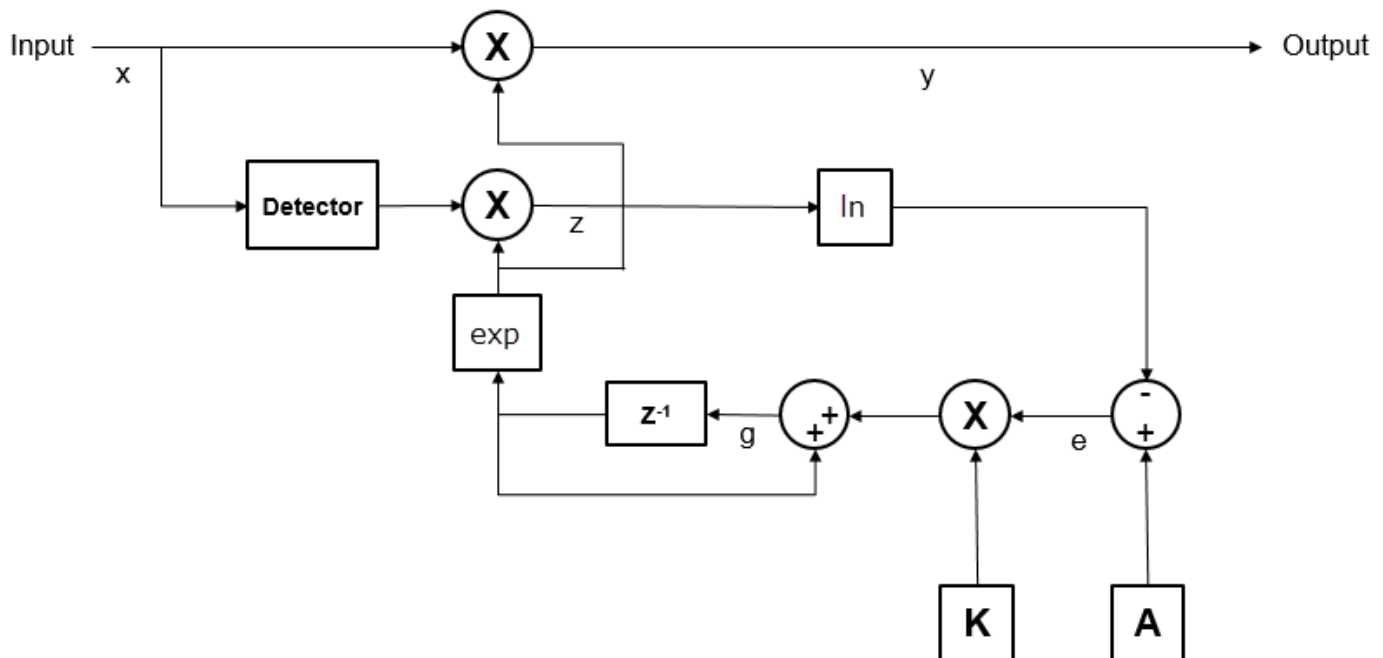 Input
x
X
y
Output
Detector
X
z
ln
exp
z-1
g
+
+
X
e
-
+
K
A